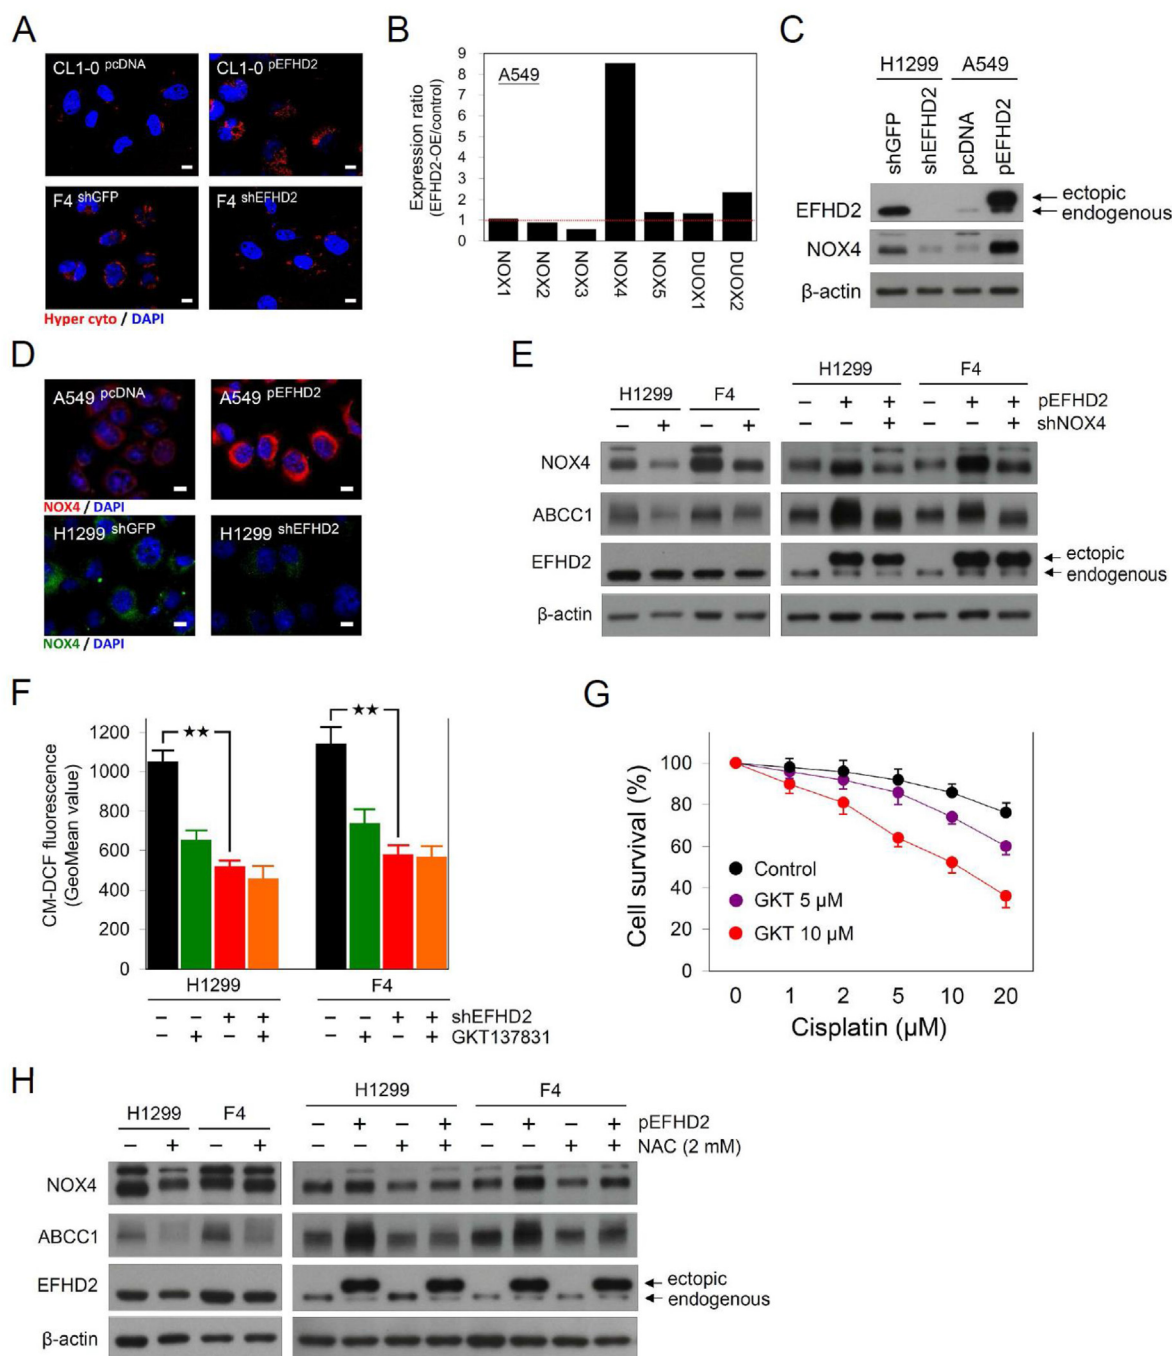 A
CL1-0 pcDNA
CL1-0 pEFHD2
F4 shGFP
F4 shEFHD2
Hyper cyto / DAPI
B
A549
Expression ratio
(EFHD2-OE/control)
9
8
7
6
5
4
3
2
1
0
NOX1
NOX2
NOX3
NOX4
NOX5
DUOX1
DUOX2
C
H1299 A549
shGFP
shEFHD2
pcDNA
pEFHD2
EFHD2
ectopic
endogenous
NOX4
β-actin
D
A549 pcDNA
A549 pEFHD2
NOX4 / DAPI
H1299 shGFP
H1299 shEFHD2
NOX4 / DAPI
E
H1299 F4
– + – +
H1299 F4
– + + – + + pEFHD2
– – + – – + shNOX4
NOX4
ABCC1
EFHD2
ectopic
endogenous
β-actin
F
CM-DCF fluorescence
(GeoMean value)
1200
1000
800
600
400
200
0
★★
★★
H1299 F4
– – + + – – + + shEFHD2
– + – + – + – + GKT137831
G
Cell survival (%)
100
80
60
40
20
0
Control
GKT 5 μM
GKT 10 μM
0 1 2 5 10 20
Cisplatin (μM)
H
H1299 F4
– + – +
H1299 F4
– + – + – + – + pEFHD2
– – + + – – + + NAC (2 mM)
NOX4
ABCC1
EFHD2
ectopic
endogenous
β-actin